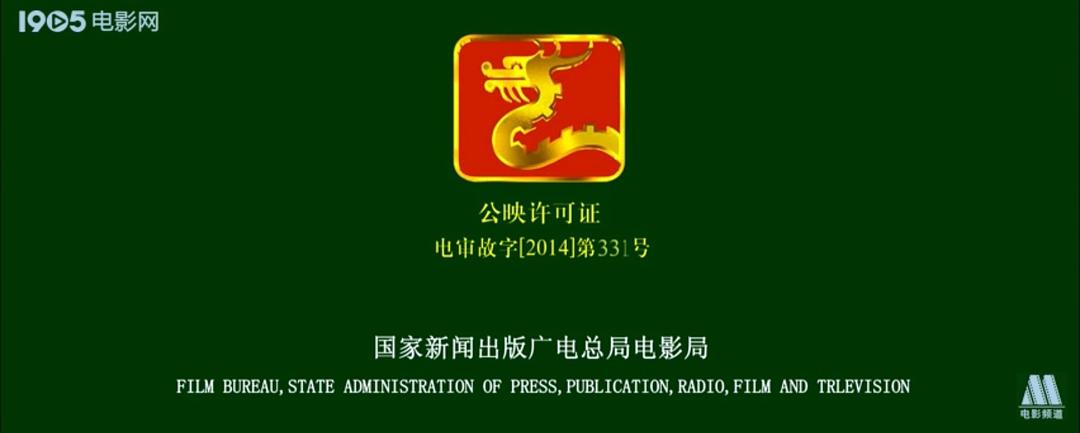 1905电影网
公映许可证
电审故字[2014]第331号
国家新闻出版广电总局电影局
FILM BUREAU,STATE ADMINISTRATION OF PRESS,PUBLICATION,RADIO,FILM AND TRLEVISION
电影频道